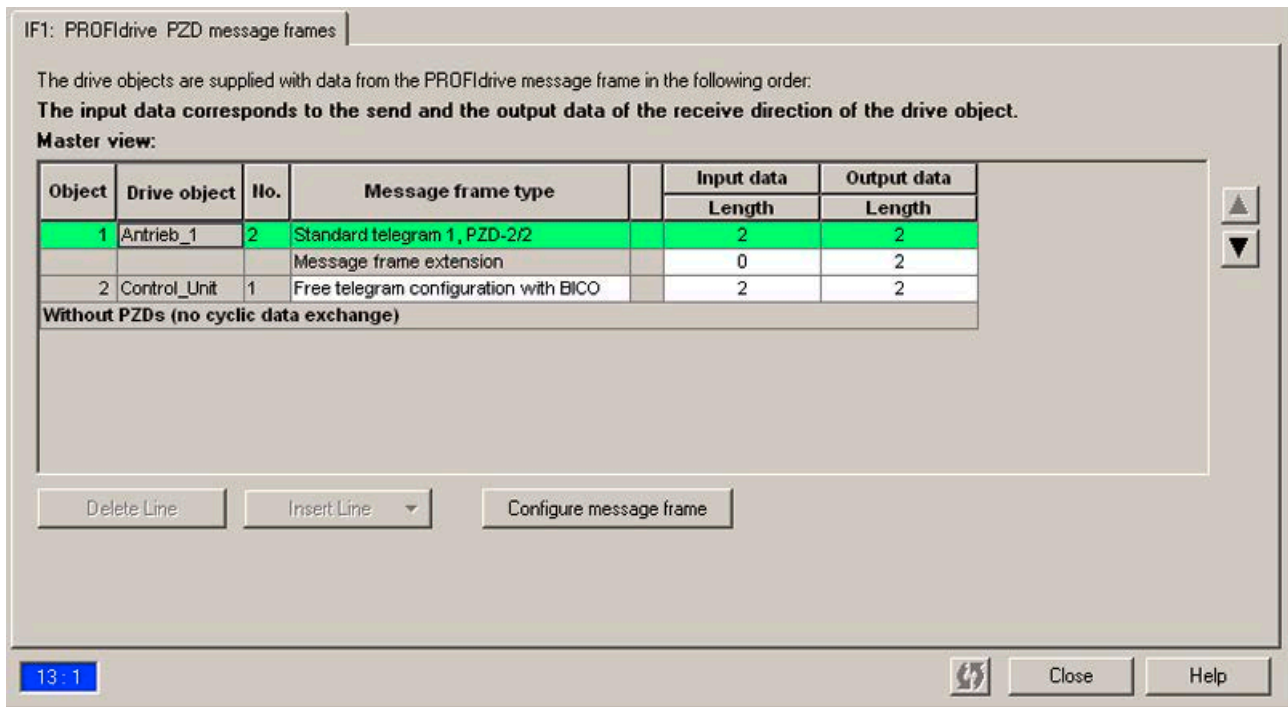 IF1: PROFIdrive PZD message frames
The drive objects are supplied with data from the PROFIdrive message frame in the following order:
The input data corresponds to the send and the output data of the receive direction of the drive object.
Master view:
Object Drive object No. Message frame type Input data Output data
Length Length
1 Antrieb_1 2 Standard telegram 1, PZD-2/2 2 2
Message frame extension 0 2
2 Control_Unit 1 Free telegram configuration with BICO 2 2
Without PZDs (no cyclic data exchange)
Delete Line Insert Line Configure message frame
13 : 1 Close Help